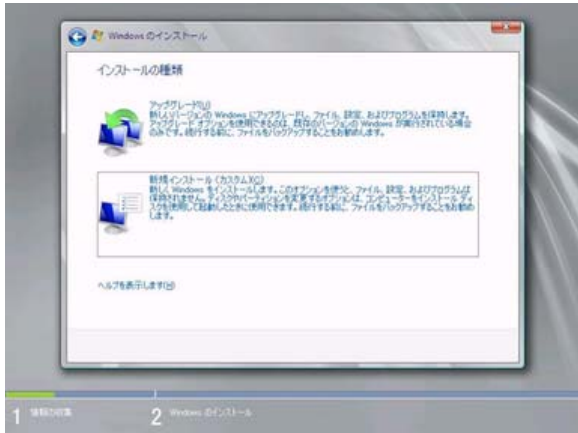 Windows のインストール
インストールの種類
アップグレード(U)
新しいバージョンの Windows にアップグレードし、ファイル、設定、およびプログラムを保持します。
アップグレード オプションを使用できるのは、既存のバージョンの Windows が実行されている場合
のみです。続行する前に、ファイルをバックアップすることをお勧めします。
新規インストール (カスタム)(C)
新しく Windows をインストールします。このオプションを使うと、ファイル、設定、およびプログラムは
保持されません。ディスクやパーティションを変更するオプションは、コンピューターをインストール ディ
スクを使用して起動したときに使用できます。続行する前に、ファイルをバックアップすることをお勧め
します。
ヘルプを表示します(H)
1 情報の収集
2 Windows のインストール